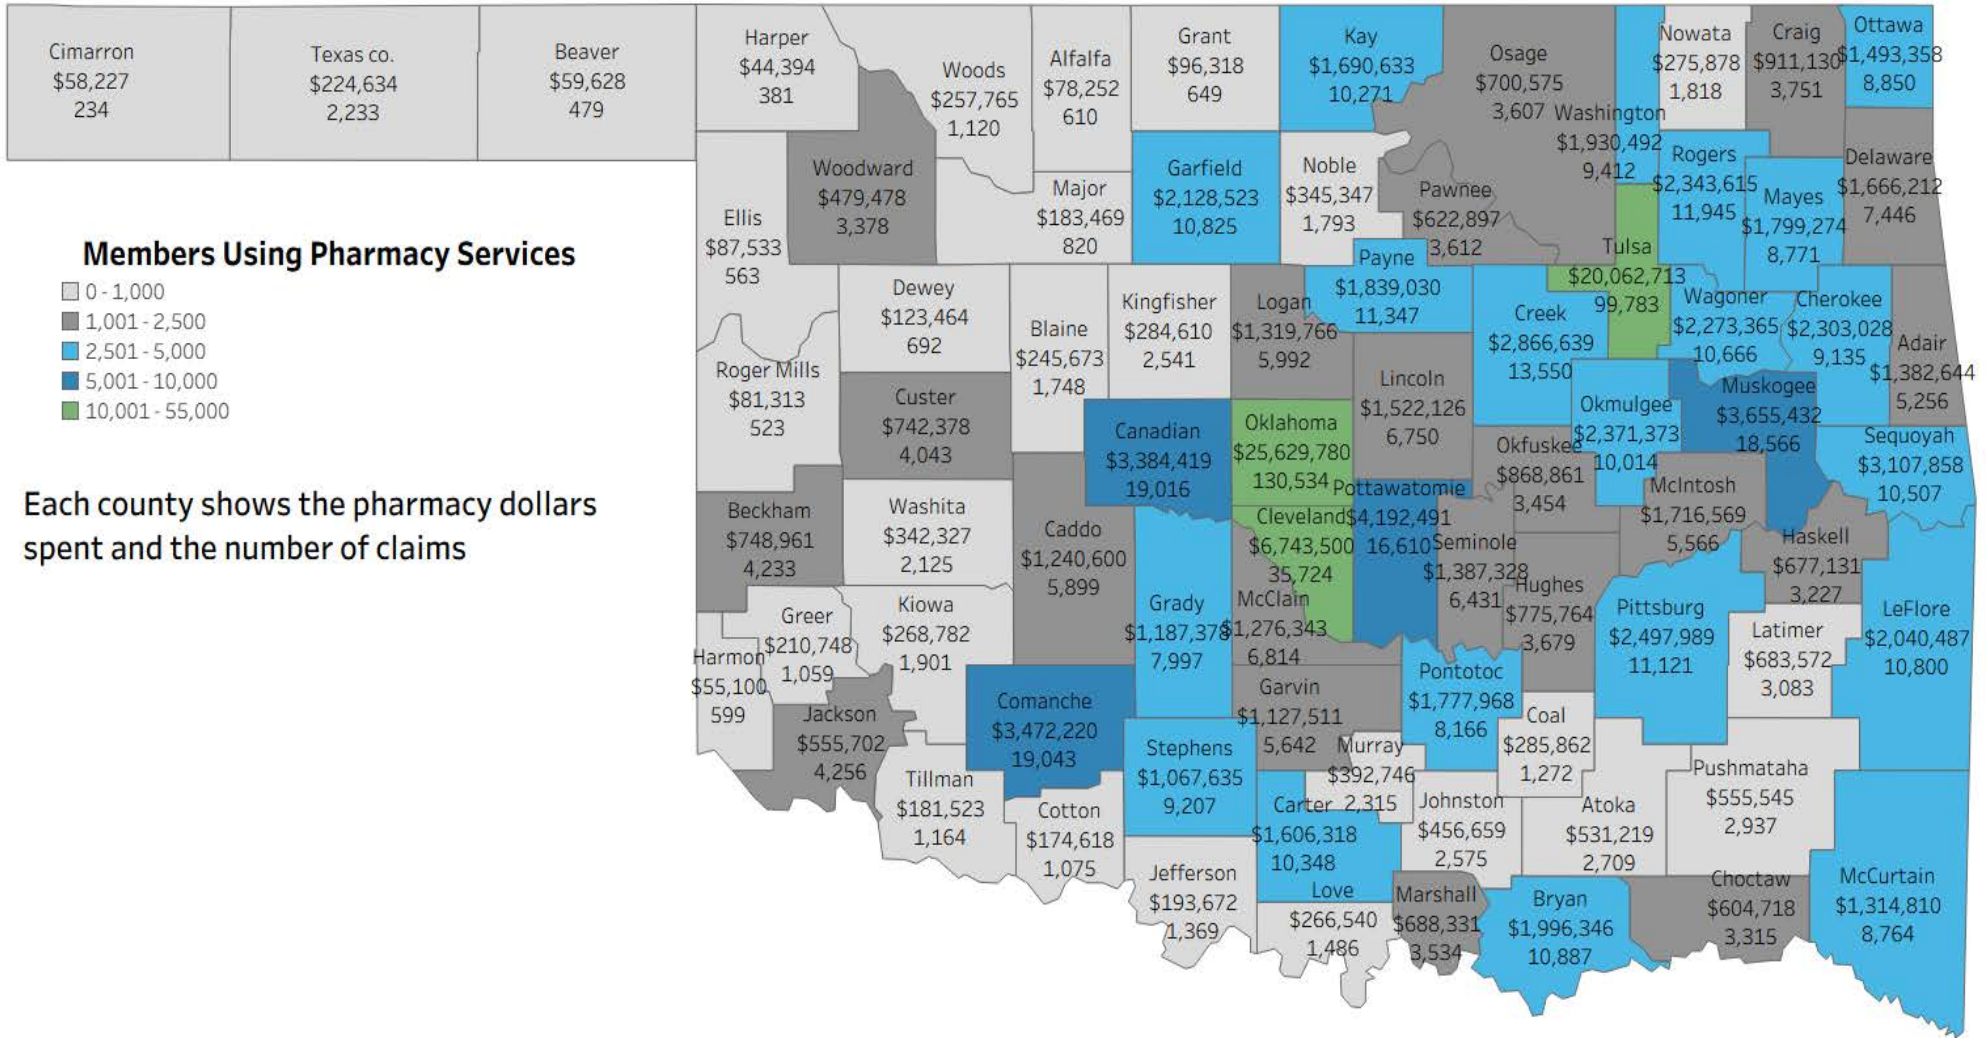 Cimarron
$58,227
234
Texas co.
$224,634
2,233
Beaver
$59,628
479
Harper
$44,394
381
Woods
$257,765
1,120
Alfalfa
$78,252
610
Grant
$96,318
649
Kay
$1,690,633
10,271
Osage
$700,575
3,607
Washington
$1,930,492
9,412
Nowata
$275,878
1,818
Craig
$911,130
3,751
Ottawa
$1,493,358
8,850
Woodward
$479,478
3,378
Ellis
$87,533
563
Major
$183,469
820
Garfield
$2,128,523
10,825
Noble
$345,347
1,793
Pawnee
$622,897
3,612
Rogers
$2,343,615
11,945
Mayes
$1,799,274
8,771
Delaware
$1,666,212
7,446
Tulsa
$20,062,713
99,783
Members Using Pharmacy Services
0 - 1,000
1,001 - 2,500
2,501 - 5,000
5,001 - 10,000
10,001 - 55,000
Each county shows the pharmacy dollars
spent and the number of claims
Roger Mills
$81,313
523
Dewey
$123,464
692
Blaine
$245,673
1,748
Kingfisher
$284,610
2,541
Logan
$1,319,766
5,992
Payne
$1,839,030
11,347
Creek
$2,866,639
13,550
Wagoner
$2,273,365
10,666
Cherokee
$2,303,028
9,135
Adair
$1,382,644
5,256
Custer
$742,378
4,043
Canadian
$3,384,419
19,016
Oklahoma
$25,629,780
130,534
Lincoln
$1,522,126
6,750
Okmulgee
$2,371,373
10,014
Muskogee
$3,655,432
18,566
Sequoyah
$3,107,858
10,507
Okfuskee
$868,861
3,454
McIntosh
$1,716,569
5,566
Haskell
$677,131
3,227
Beckham
$748,961
4,233
Washita
$342,327
2,125
Caddo
$1,240,600
5,899
Grady
$1,187,378
7,997
Cleveland
$6,743,500
35,724
Pottawatomie
$4,192,491
16,610
Seminole
$1,387,328
6,431
Hughes
$775,764
3,679
Pittsburg
$2,497,989
11,121
Latimer
$683,572
3,083
LeFlore
$2,040,487
10,800
Greer
$210,748
1,059
Kiowa
$268,782
1,901
McClain
$1,276,343
6,814
Harmon
$55,100
599
Jackson
$555,702
4,256
Comanche
$3,472,220
19,043
Garvin
$1,127,511
5,642
Pontotoc
$1,777,968
8,166
Coal
$285,862
1,272
Tillman
$181,523
1,164
Cotton
$174,618
1,075
Stephens
$1,067,635
9,207
Murray
$392,746
2,315
Carter
$1,606,318
10,348
Johnston
$456,659
2,575
Atoka
$531,219
2,709
Pushmataha
$555,545
2,937
Jefferson
$193,672
1,369
Love
$266,540
1,486
Marshall
$688,331
3,534
Bryan
$1,996,346
10,887
Choctaw
$604,718
3,315
McCurtain
$1,314,810
8,764